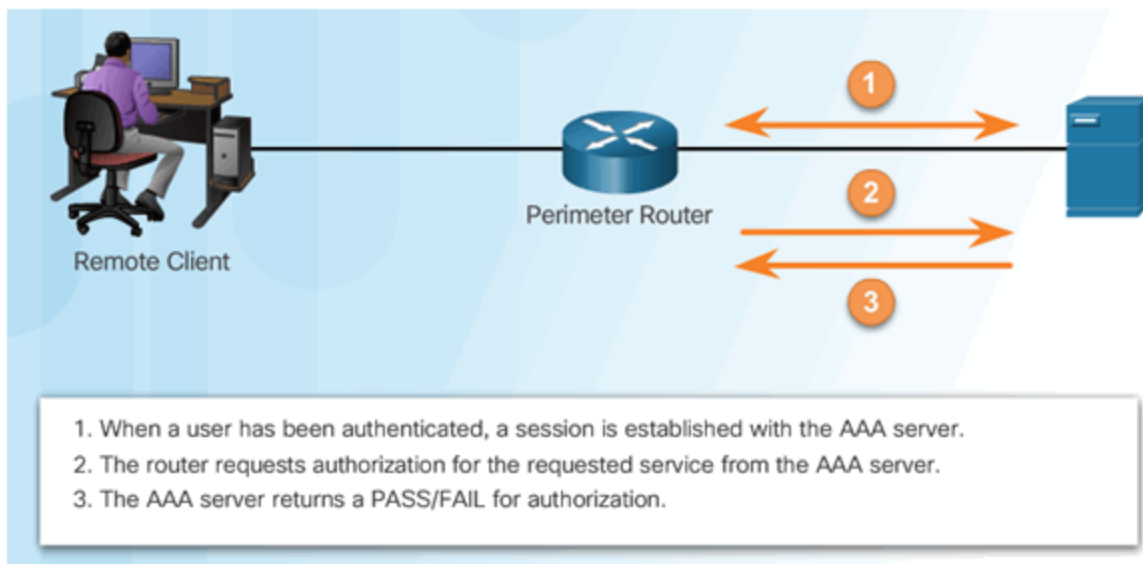 1
2
Perimeter Router
Remote Client
3
1. When a user has been authenticated, a session is established with the AAA server.
2. The router requests authorization for the requested service from the AAA server.
3. The AAA server returns a PASS/FAIL for authorization.